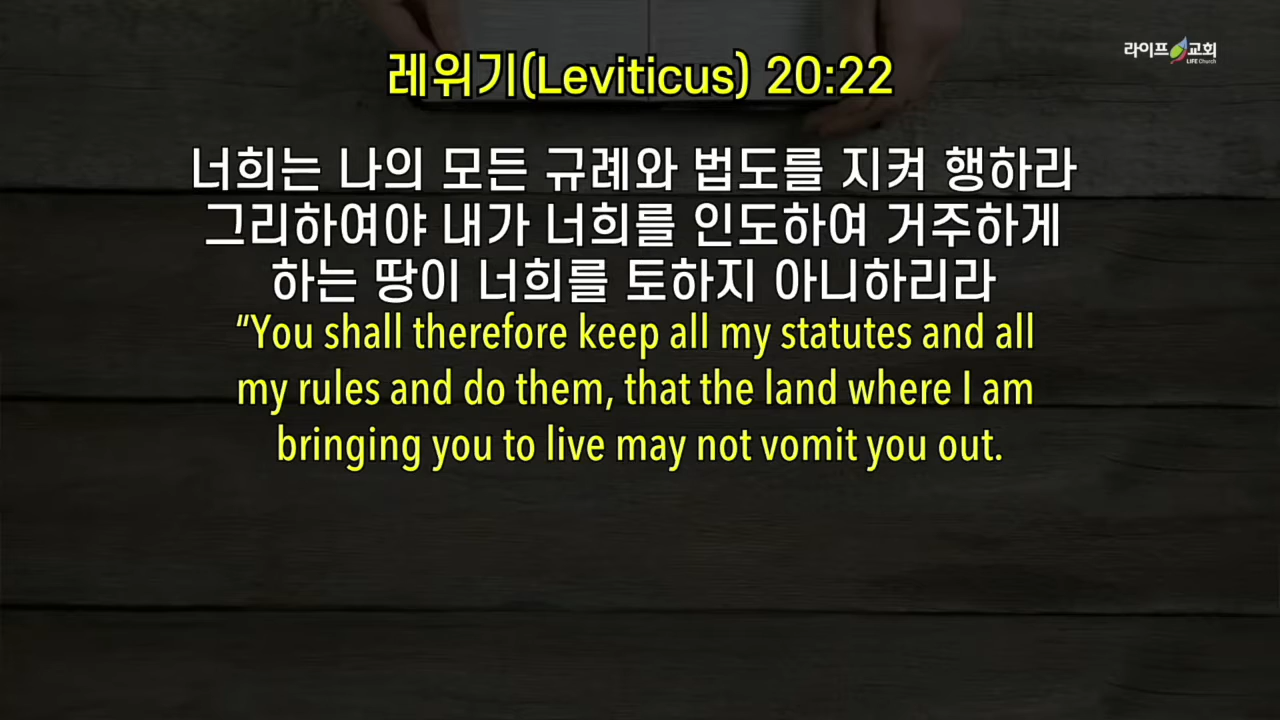 라이프 교회
LIFE Church
레위기(Leviticus) 20:22
너희는 나의 모든 규례와 법도를 지켜 행하라
그리하여야 내가 너희를 인도하여 거주하게
하는 땅이 너희를 토하지 아니하리라
“You shall therefore keep all my statutes and all
my rules and do them, that the land where I am
bringing you to live may not vomit you out.